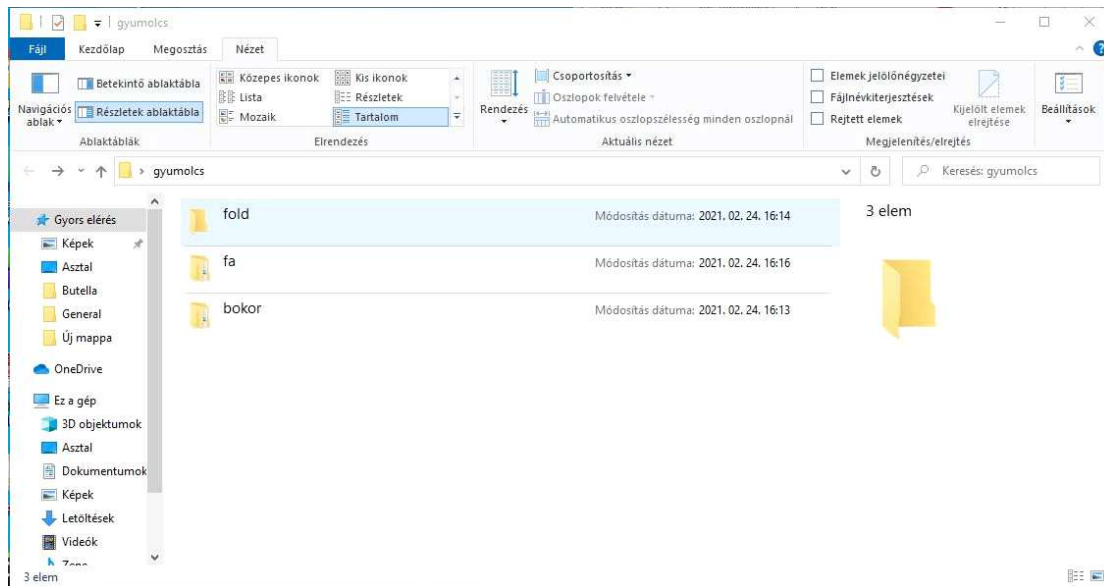 gyumolcs
Fájl Kezdőlap Megosztás Nézet
Navigációs ablak
Betekintő ablaktábla
Részletek ablaktábla
Ablaktáblák
Közepes ikonok Kis ikonok
Lista Részletek
Mozaik Tartalom
Elrendezés
Rendezés
Csoportosítás
Oszlopok felvétele
Automatikus oszlopszélesség minden oszlopnál
Aktuális nézet
Elemek jelölőnégyzetei
Fájlnévkiterjesztések
Rejtett elemek
Kijelölt elemek
elrejtése
Megjelenítés/elrejtés
Beállítások
gyumolcs
Keresés: gyumolcs
Gyors elérés
Képek
Asztal
Butella
General
Új mappa
OneDrive
Ez a gép
3D objektumok
Asztal
Dokumentumok
Képek
Letöltések
Videók
Zene
fold Módosítás dátuma: 2021. 02. 24. 16:14
fa Módosítás dátuma: 2021. 02. 24. 16:16
bokor Módosítás dátuma: 2021. 02. 24. 16:13
3 elem
3 elem